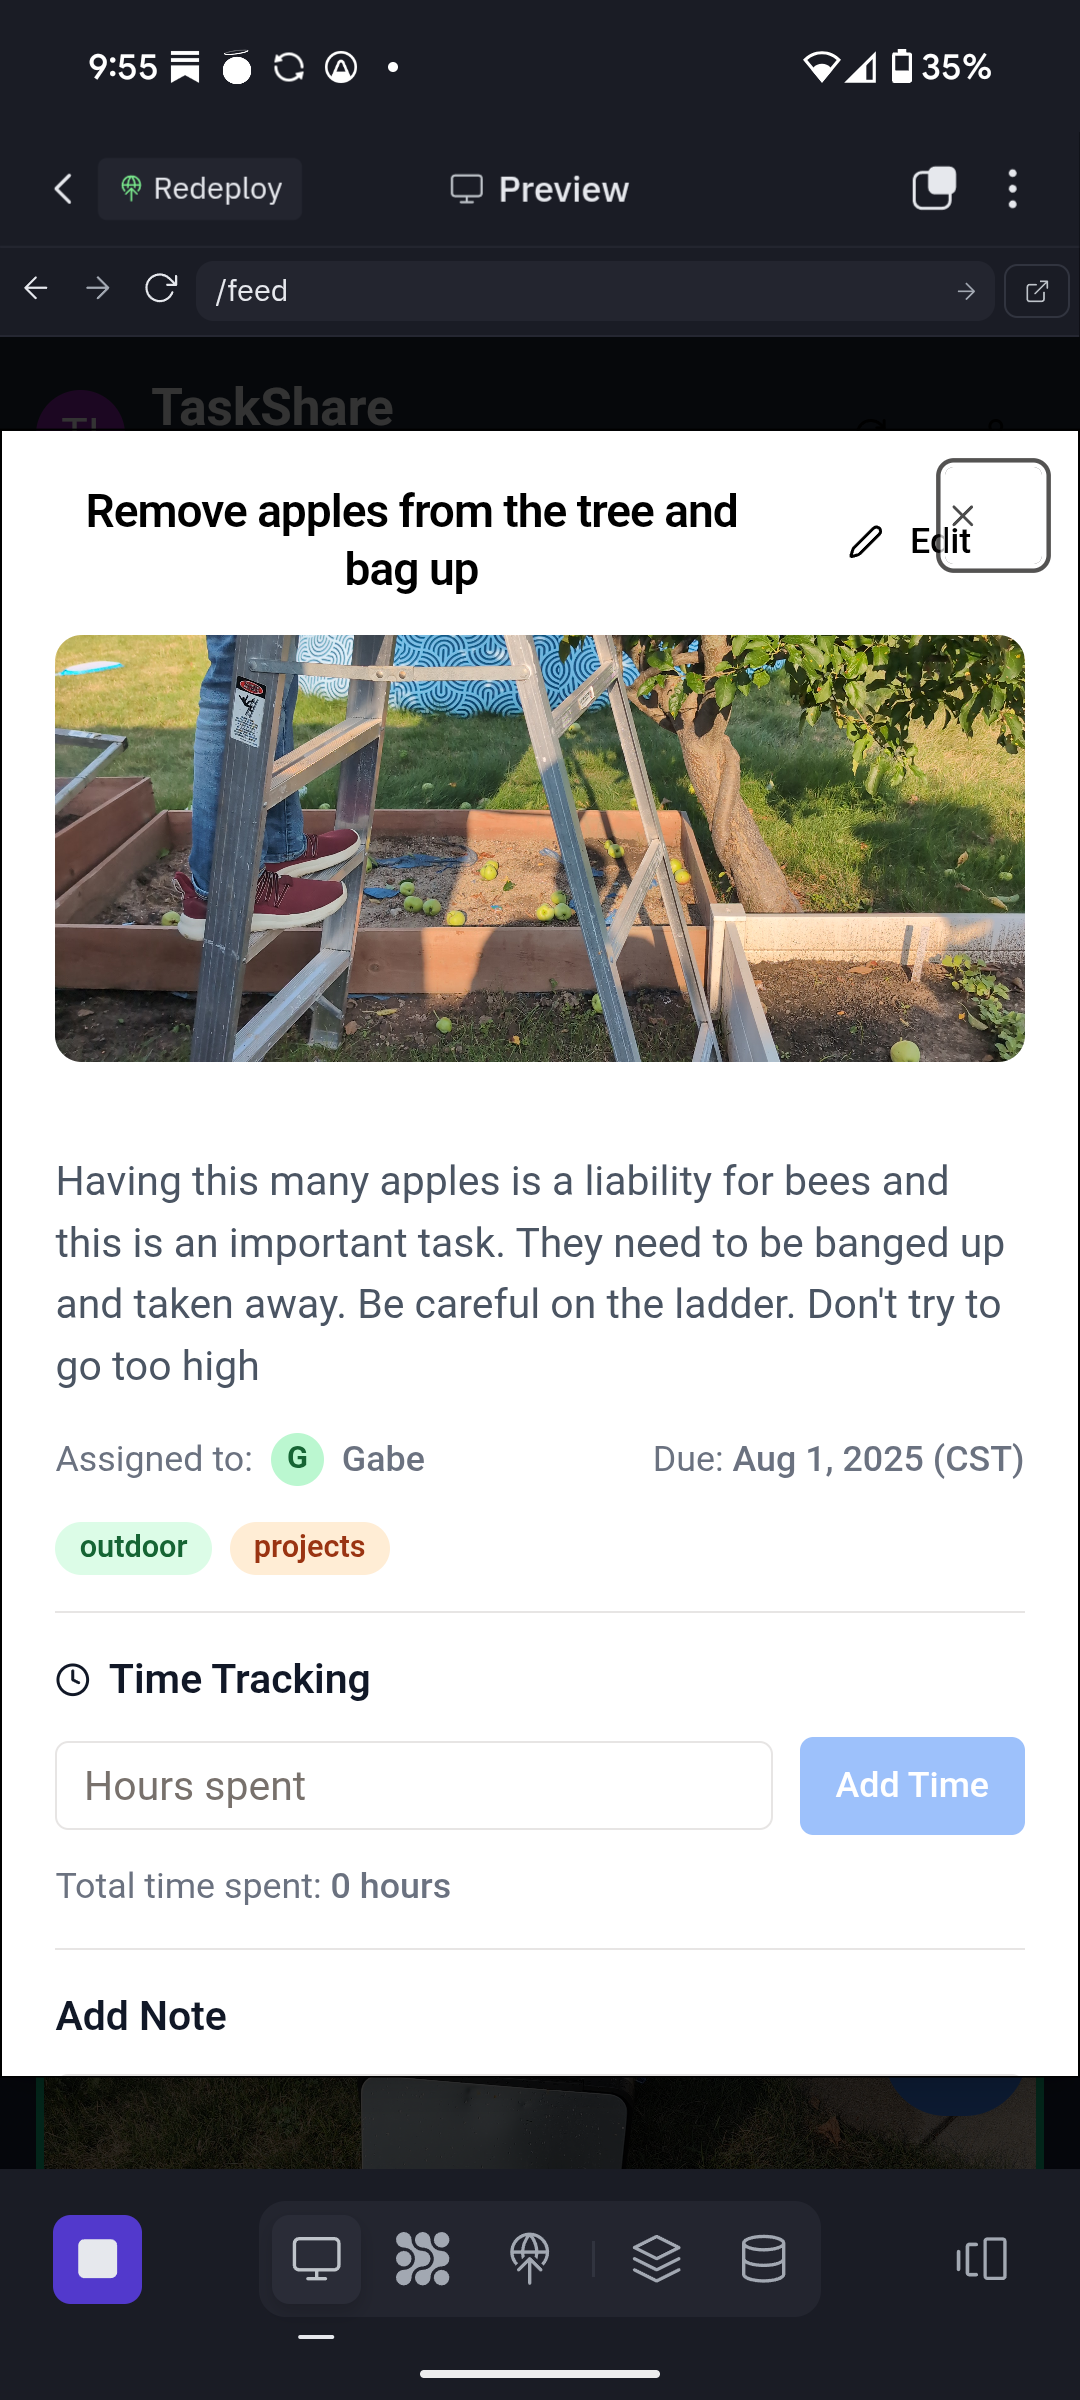 9:55
35%
Redeploy
Preview
/feed
TaskShare
Remove apples from the tree and
bag up
Edit
Having this many apples is a liability for bees and
this is an important task. They need to be banged up
and taken away. Be careful on the ladder. Don't try to
go too high
Assigned to: G Gabe
Due: Aug 1, 2025 (CST)
outdoor
projects
Time Tracking
Hours spent
Add Time
Total time spent: 0 hours
Add Note